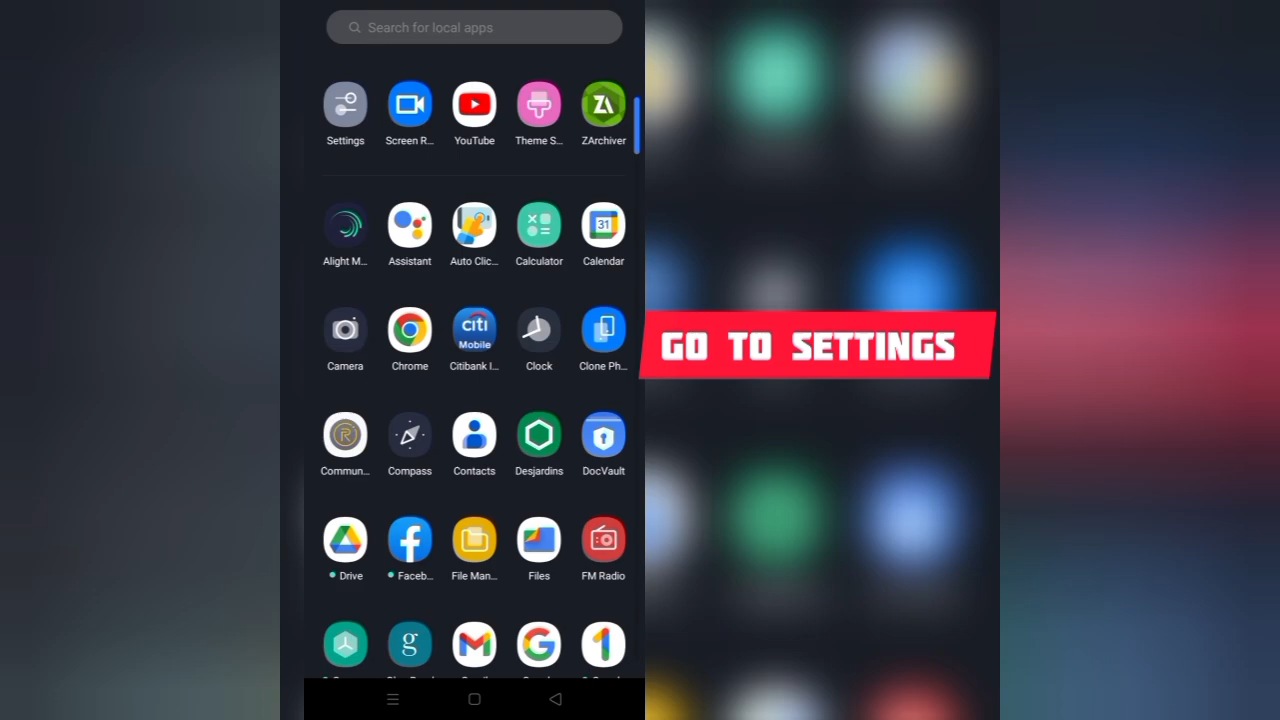 Search for local apps
Settings Screen R... YouTube Theme S... ZArchiver
Alight M... Assistant Auto Clic... Calculator Calendar
31
citi
Mobile
Camera Chrome Citibank I... Clock Clone Ph...
GO TO SETTINGS
Commun... Compass Contacts Desjardins DocVault
Drive Faceb... File Man... Files FM Radio